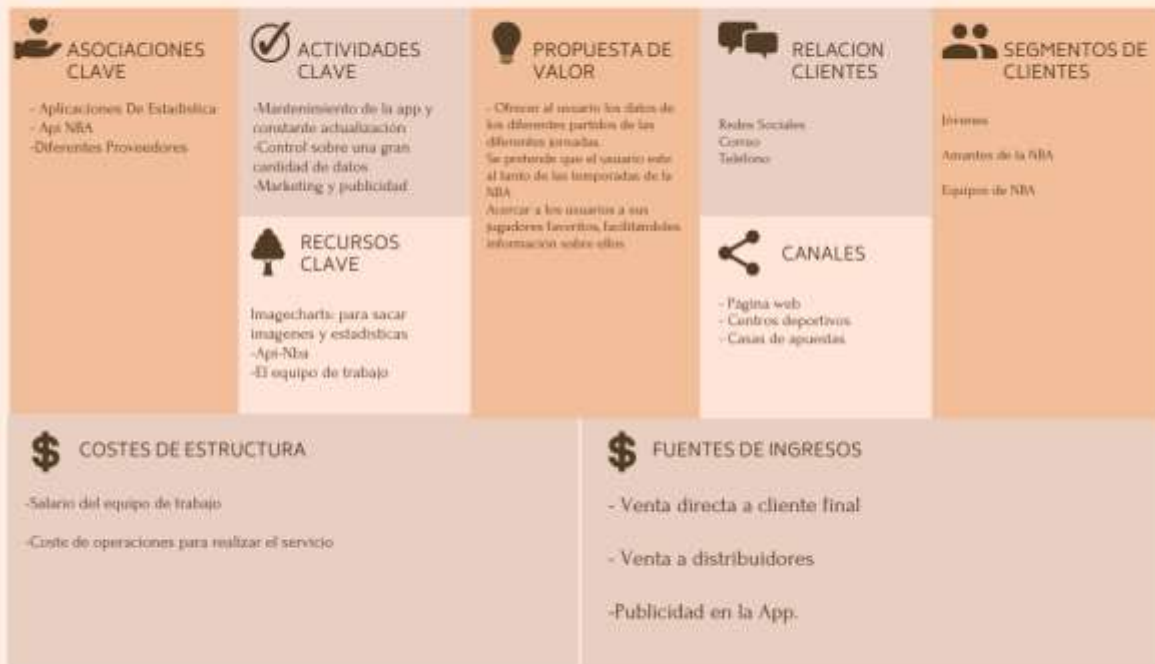 ASOCIACIONES
CLAVE
- Aplicaciones De Estadistica
- Api NBA
-Diferentes Proveedores
ACTIVIDADES
CLAVE
-Mantenimiento de la app y
constante actualización
-Control sobre una gran
cantidad de datos
-Marketing y publicidad
RECURSOS
CLAVE
Imagecharts: para sacar
imágenes y estadísticas
-Api-Nba
-El equipo de trabajo
PROPUESTA DE
VALOR
- Ofrecer al usuario los datos de
los diferentes partidos de las
diferentes jornadas.
Se pretende que el usuario este
al tanto de las temporadas de la
NBA
Acercar a los usuarios a sus
jugadores favoritos, facilitándoles
información sobre ellos
RELACION
CLIENTES
Redes Sociales
Correo
Teléfono
CANALES
- Página web
- Centros deportivos
- Casas de apuestas
SEGMENTOS DE
CLIENTES
Jóvenes
Amantes de la NBA
Equipos de NBA
COSTES DE ESTRUCTURA
-Salario del equipo de trabajo
-Coste de operaciones para realizar el servicio
FUENTES DE INGRESOS
- Venta directa a cliente final
- Venta a distribuidores
-Publicidad en la App.